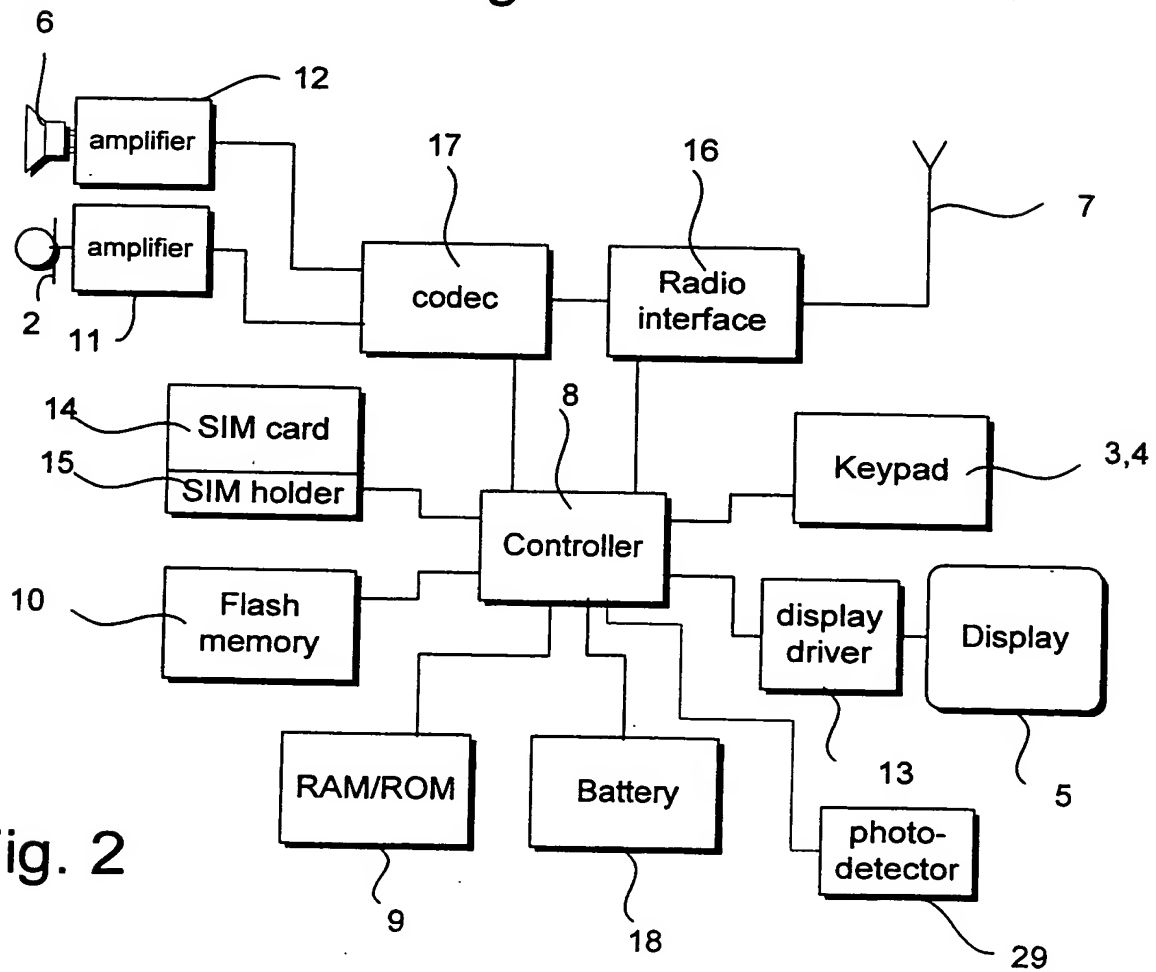 6
12
amplifier
17
16
7
amplifier
2
11
codec
Radio
interface
14
SIM card
8
15
SIM holder
Keypad
3,4
Controller
10
Flash
memory
display
driver
Display
13
5
RAM/ROM
Battery
photo-
detector
ig. 2
9
18
29